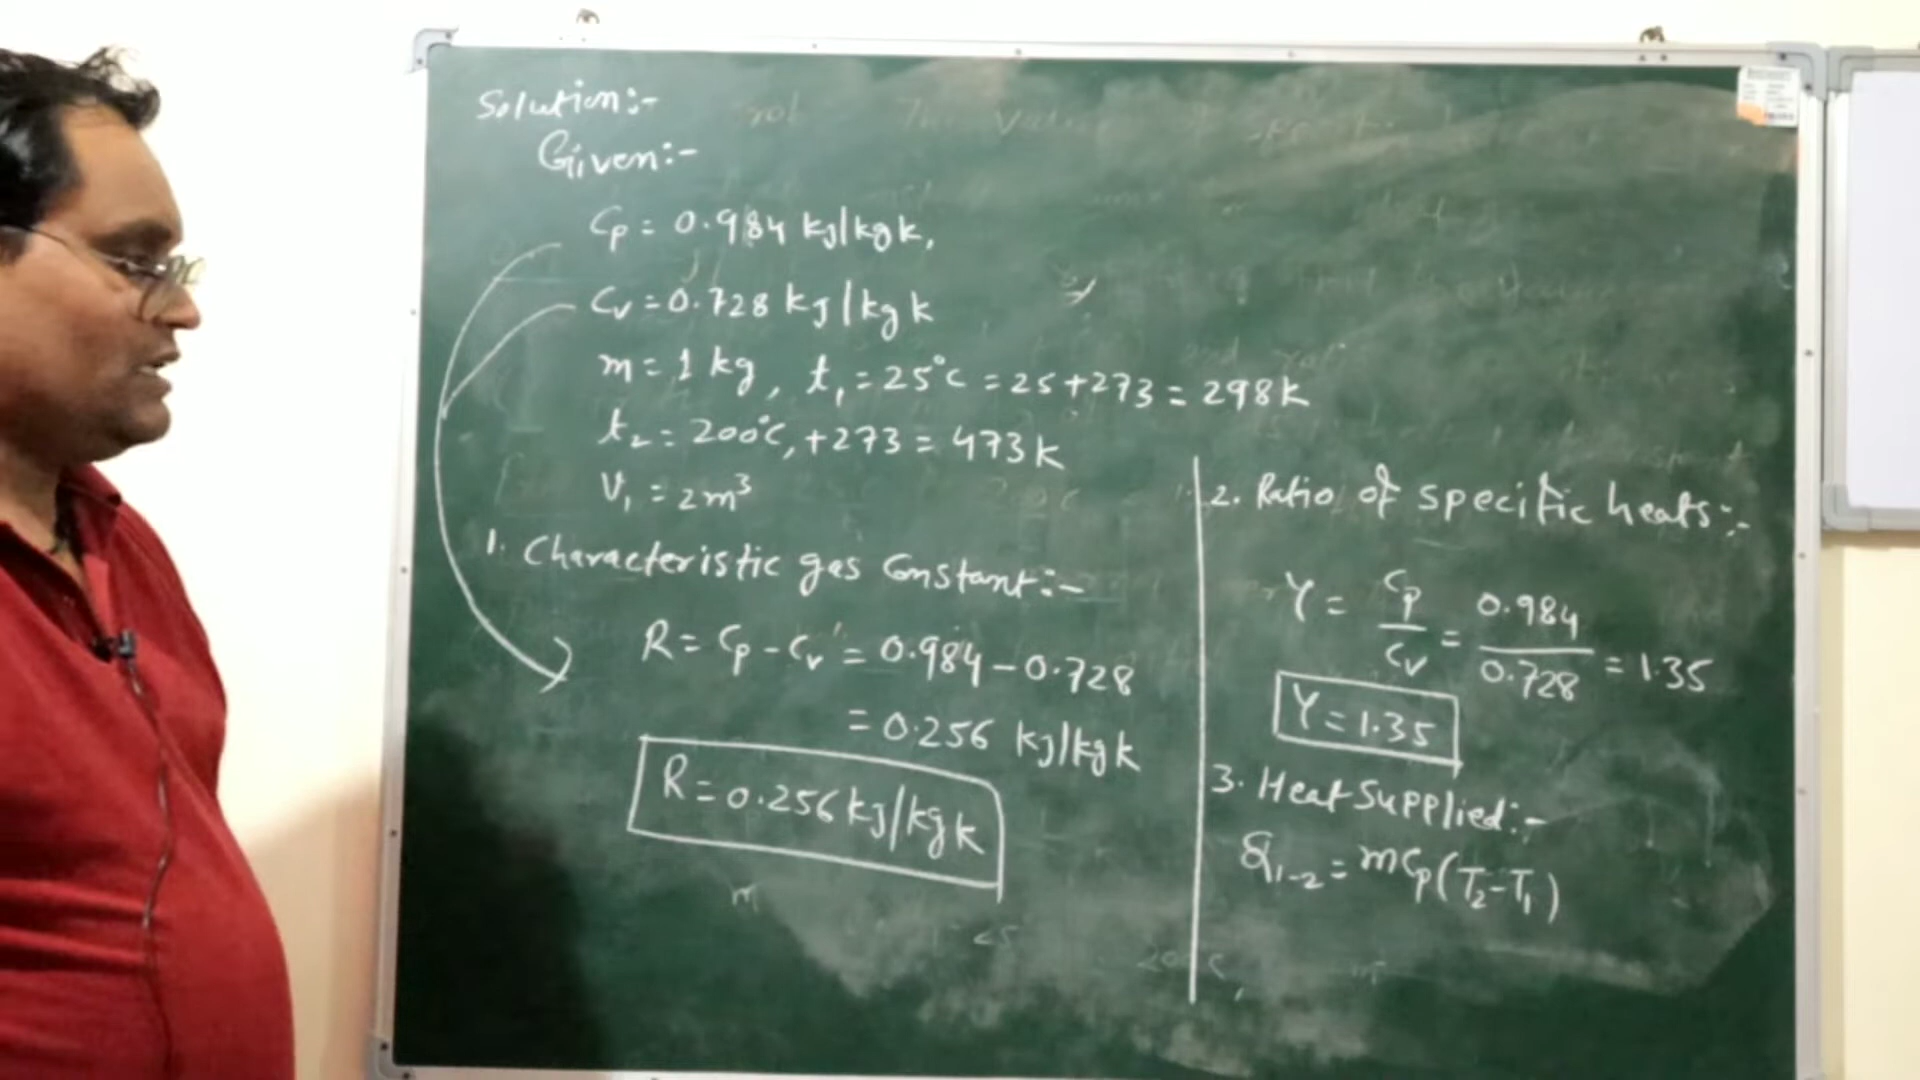 Solution:-
Given:-
Cp = 0.984 kj/kgk,
Cv = 0.728 kj/kgk
m = 1 kg, t₁ = 25°C = 25+273 = 298k
t₂ = 200°C, +273 = 473k
V₁ = 2m³
1. Characteristic gas Constant:-
R = Cp - Cv = 0.984 - 0.728
= 0.256 kj/kgk
R = 0.256 kj/kgk
2. Ratio of specific heats:-
γ = Cp/Cv = 0.984/0.728 = 1.35
γ = 1.35
3. Heat Supplied:-
Q₁₋₂ = mCp(T₂-T₁)